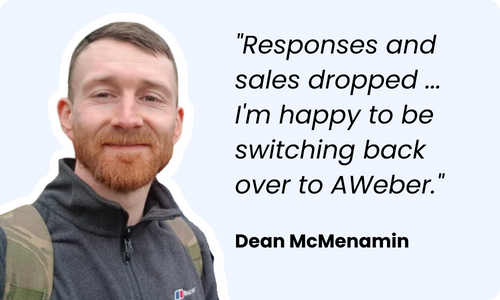 "Responses and
sales dropped ...
I'm happy to be
switching back
over to AWeber."
Dean McMenamin